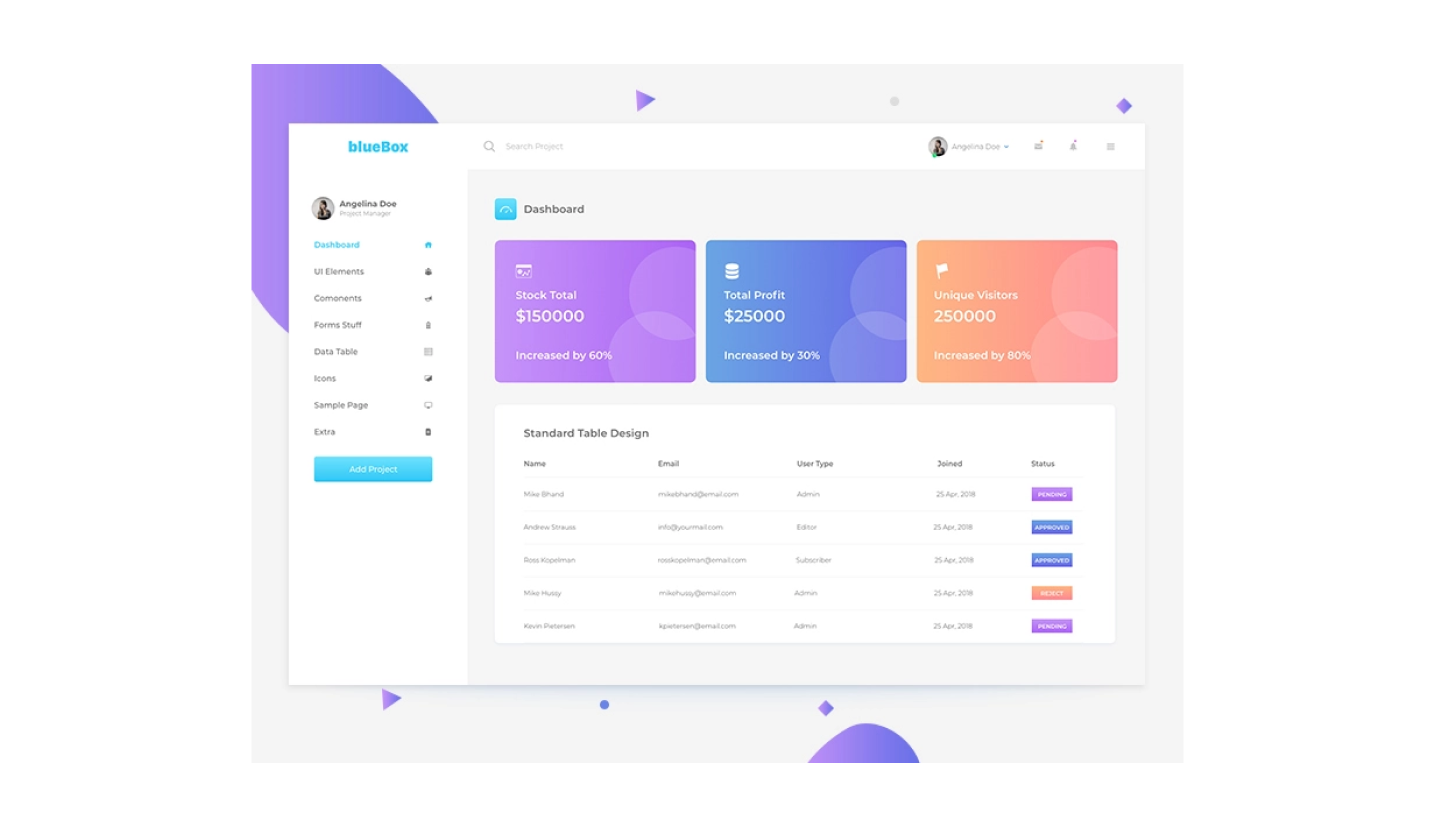 blueBox
Search Project
Angelina Doe
Angelina Doe
Project Manager
Dashboard
UI Elements
Comonents
Forms Stuff
Data Table
Icons
Sample Page
Extra
Add Project
Dashboard
Stock Total
$150000
Increased by 60%
Total Profit
$25000
Increased by 30%
Unique Visitors
250000
Increased by 80%
Standard Table Design
Name Email User Type Joined Status
Mike Bhand mikebhand@email.com Admin 25 Apr, 2018 PENDING
Andrew Strauss info@yourmail.com Editor 25 Apr, 2018 APPROVED
Ross Kopelman rosskopelman@email.com Subscriber 25 Apr, 2018 APPROVED
Mike Hussy mikehussy@email.com Admin 25 Apr, 2018 REJECT
Kevin Pietersen kpietersen@email.com Admin 25 Apr, 2018 PENDING